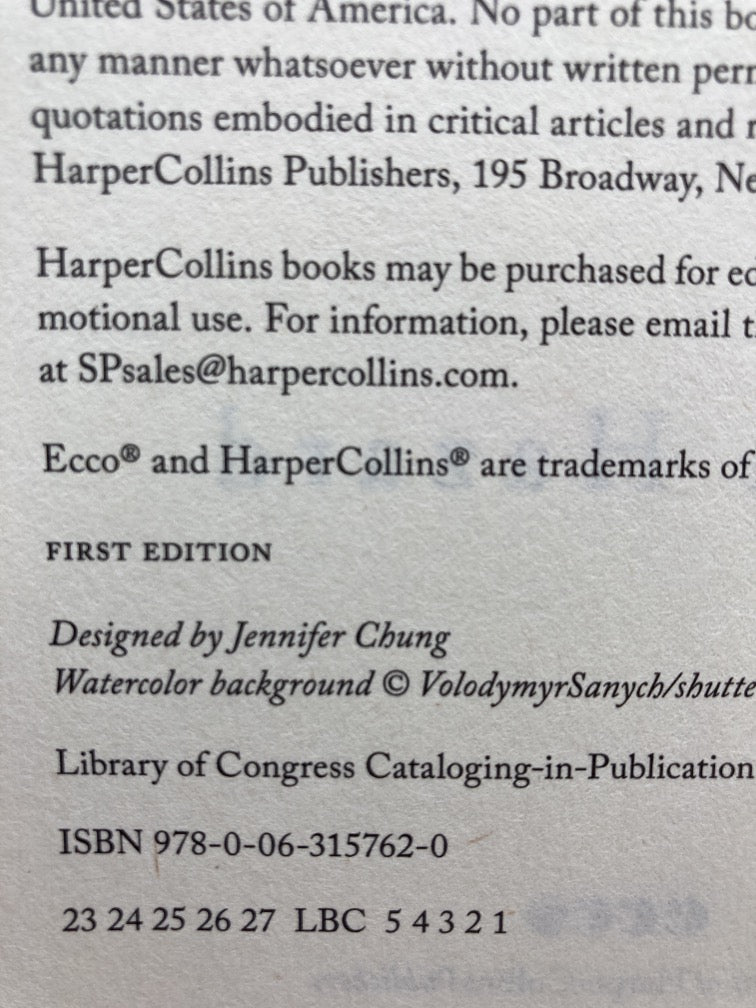 United States of America. No part of this
any manner whatsoever without written
quotations embodied in critical articles and
HarperCollins Publishers, 195 Broadway,
HarperCollins books may be purchased for
motional use. For information, please email
at SPsales@harpercollins.com.
Ecco® and HarperCollins® are trademarks of
FIRST EDITION
Designed by Jennifer Chung
Watercolor background © VolodymyrSanych/shutte
Library of Congress Cataloging-in-Publication
ISBN 978-0-06-315762-0
23 24 25 26 27 LBC 5 4 3 2 1